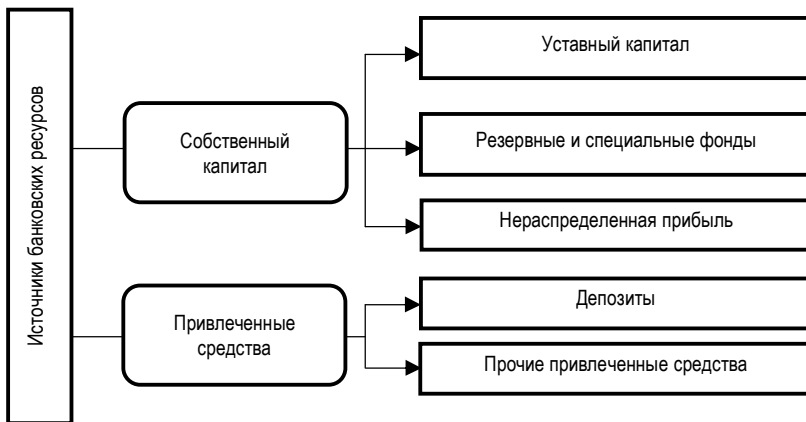 Источники банковских ресурсов
Собственный
капитал
Уставный капитал
Резервные и специальные фонды
Нераспределенная прибыль
Привлеченные
средства
Депозиты
Прочие привлеченные средства